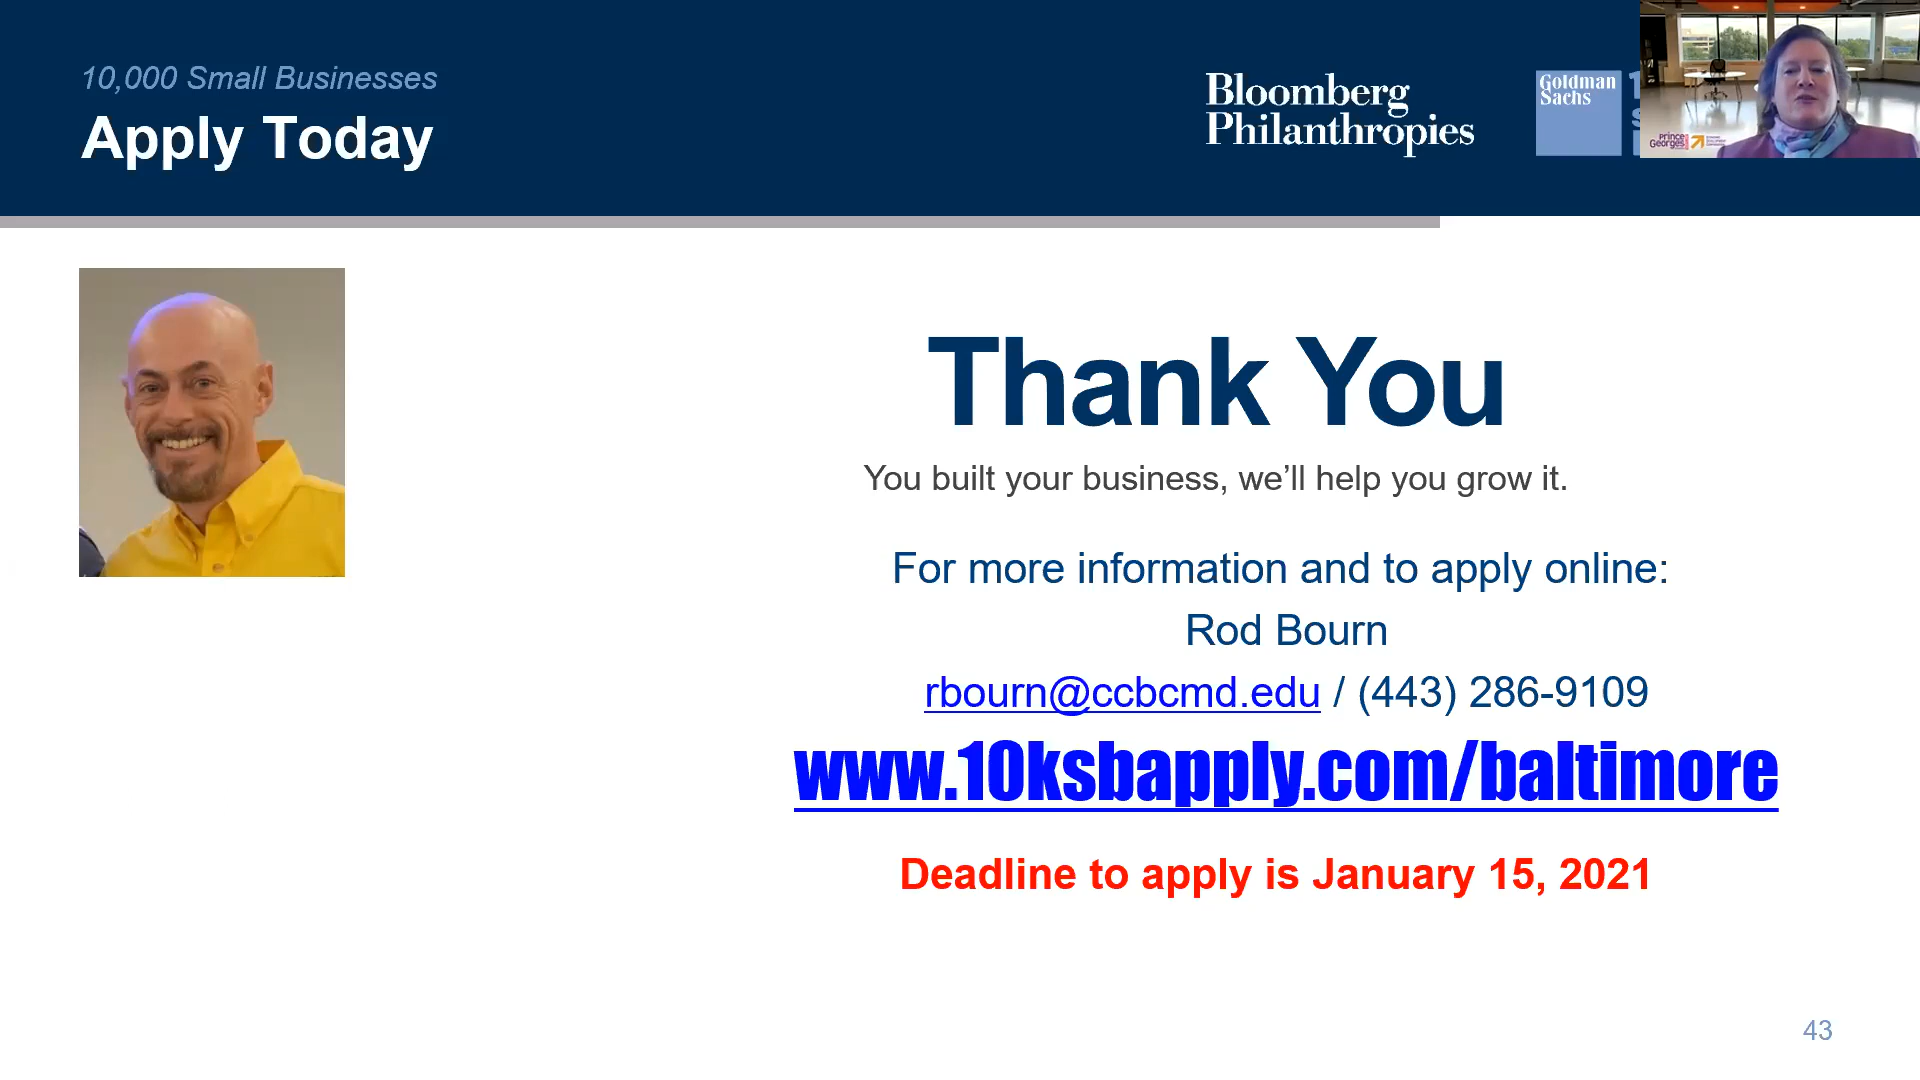 10,000 Small Businesses
Apply Today
Bloomberg
Philanthropies
Goldman
Sachs
Prince
George's
Thank You
You built your business, we’ll help you grow it.
For more information and to apply online:
Rod Bourn
rbourn@ccbcmd.edu / (443) 286-9109
www.10ksbapply.com/baltimore
Deadline to apply is January 15, 2021
43